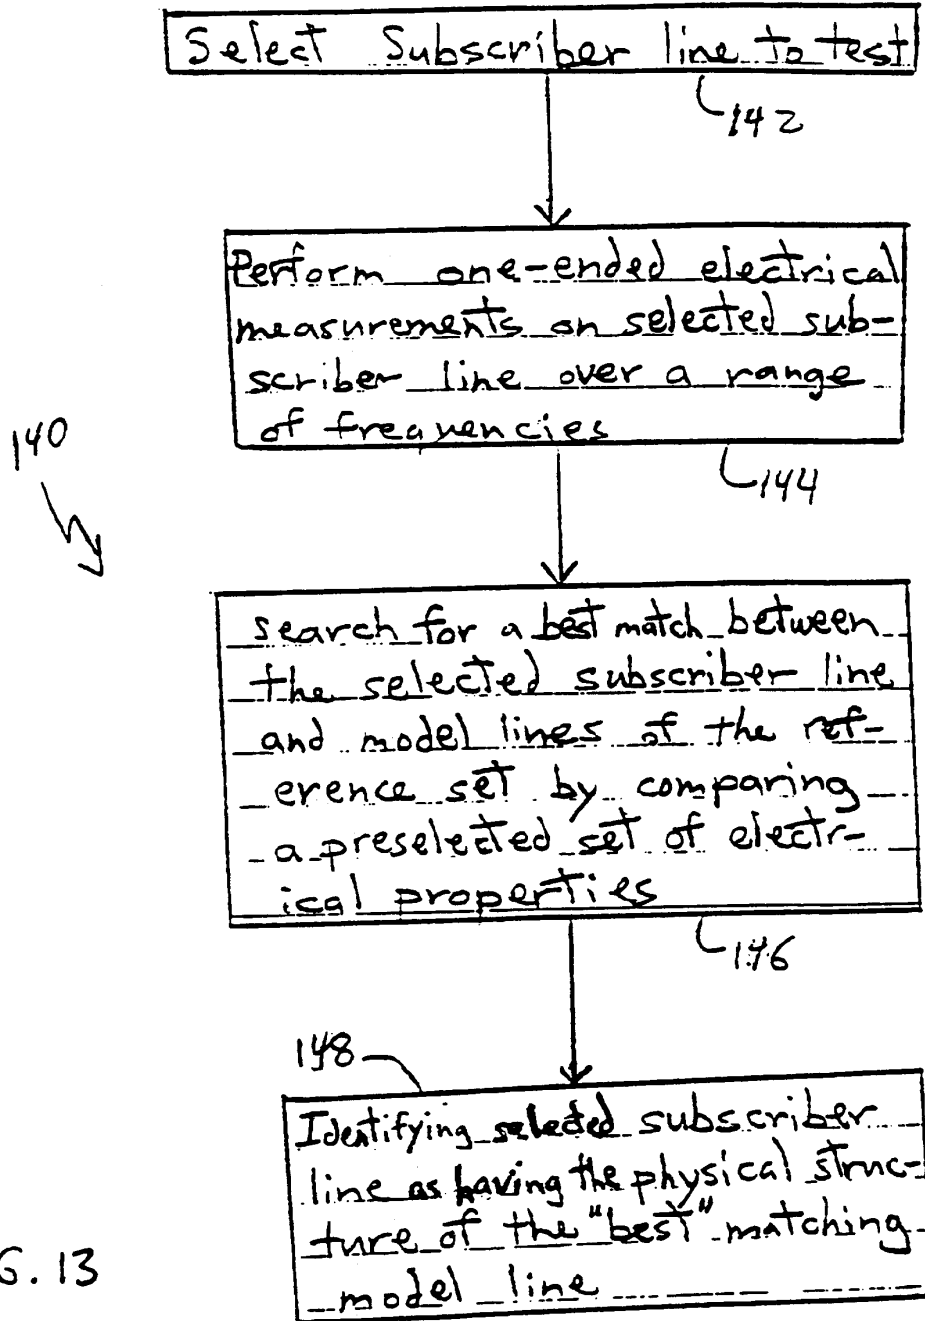 Select Subscriber line to test
142
Perform one-ended electrical
measurements on selected sub-
scriber line over a range
of frequencies
144
140
search for a best match between
the selected subscriber line
and model lines of the ref-
erence set by comparing
a preselected set of electr-
ical properties
146
148
Identifying selected subscriber
line as having the physical struc-
ture of the "best" matching
model line
G. 13